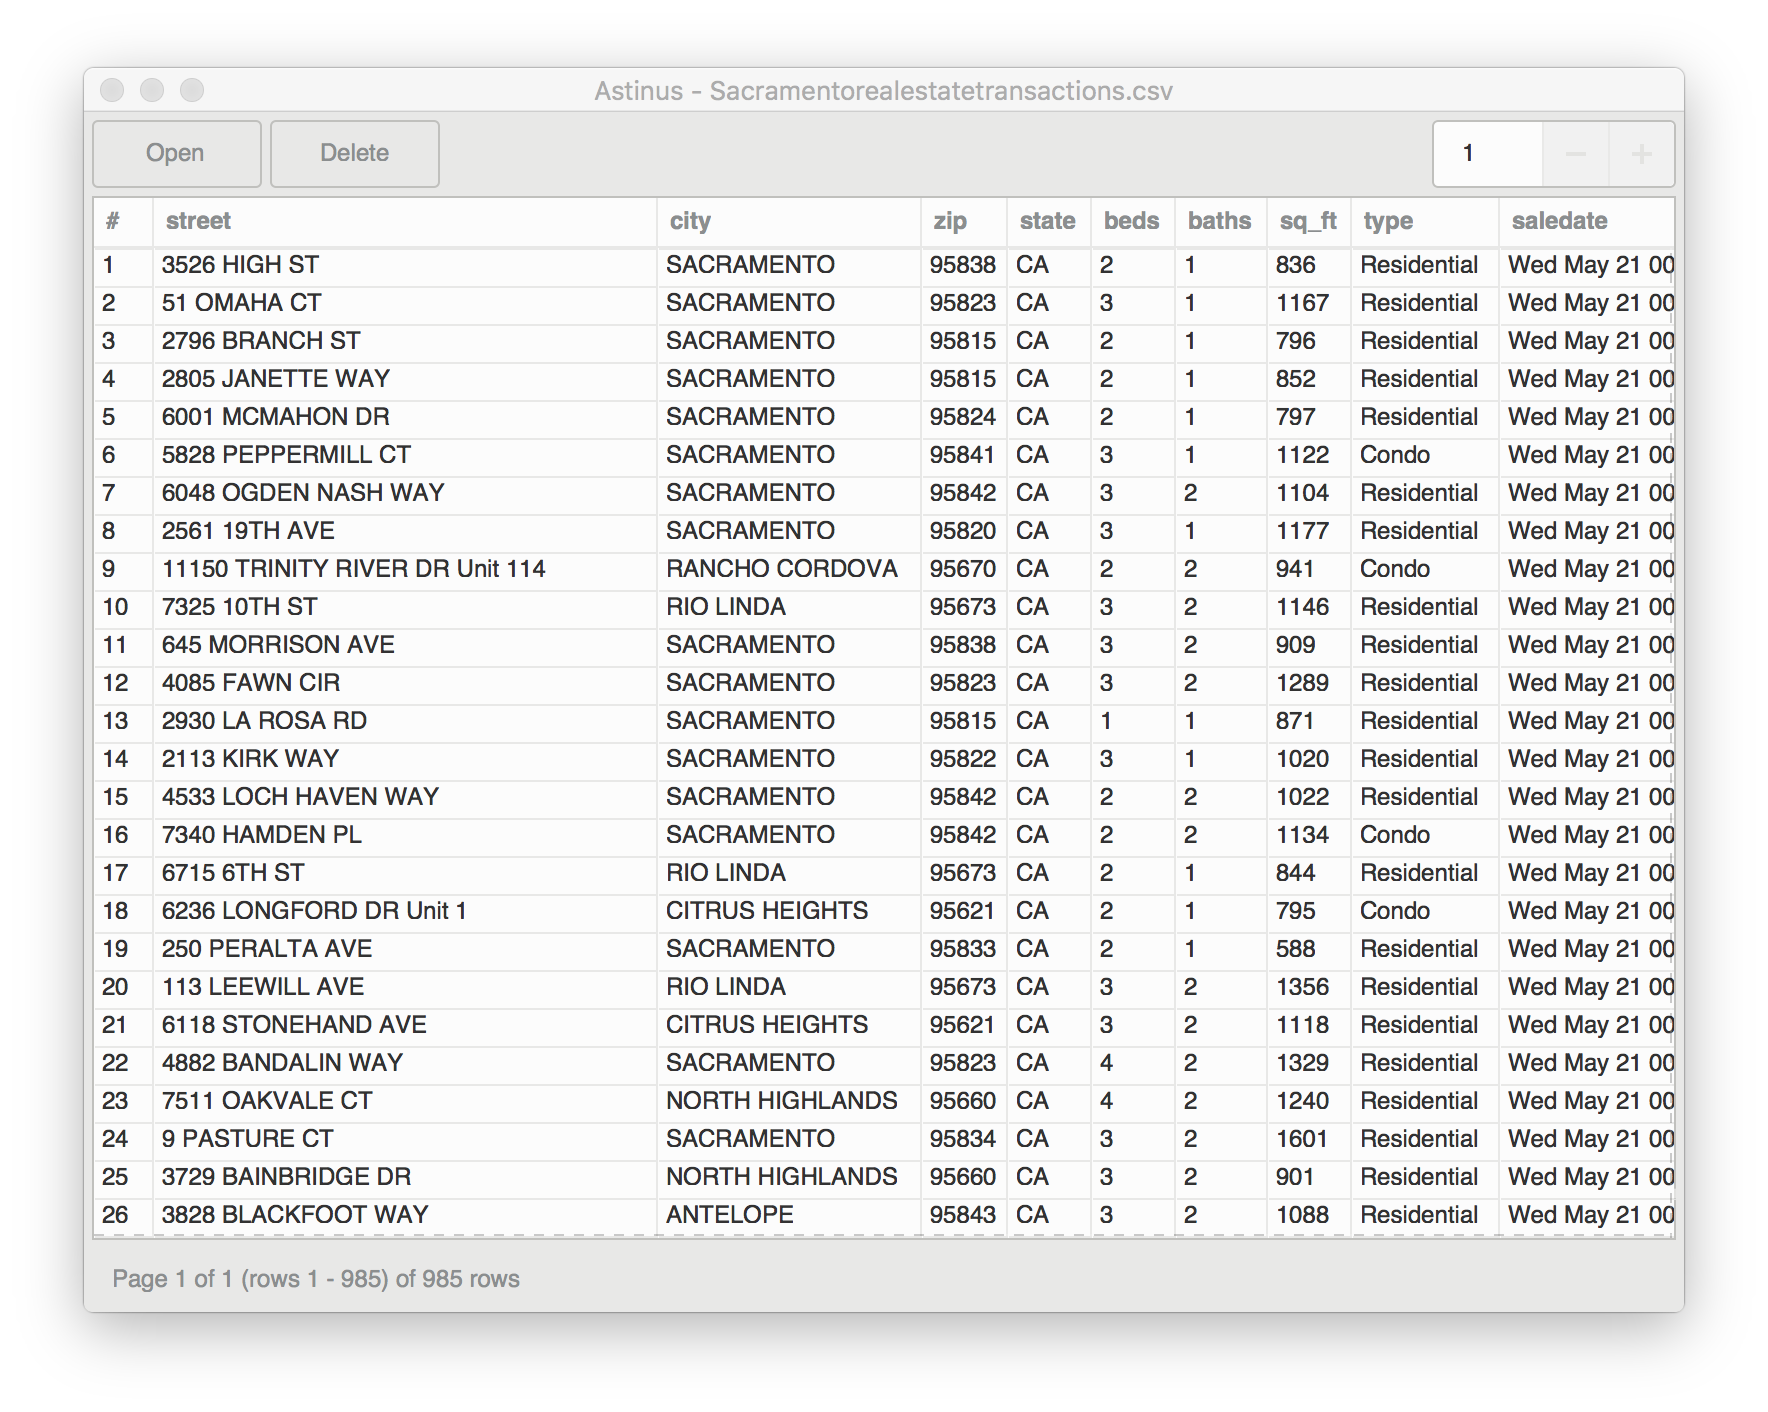 Astinus - Sacramentorealestatetransactions.csv
Open Delete 1 − +
# street city zip state beds baths sq_ft type saledate
1 3526 HIGH ST SACRAMENTO 95838 CA 2 1 836 Residential Wed May 21 00
2 51 OMAHA CT SACRAMENTO 95823 CA 3 1 1167 Residential Wed May 21 00
3 2796 BRANCH ST SACRAMENTO 95815 CA 2 1 796 Residential Wed May 21 00
4 2805 JANETTE WAY SACRAMENTO 95815 CA 2 1 852 Residential Wed May 21 00
5 6001 MCMAHON DR SACRAMENTO 95824 CA 2 1 797 Residential Wed May 21 00
6 5828 PEPPERMILL CT SACRAMENTO 95841 CA 3 1 1122 Condo Wed May 21 00
7 6048 OGDEN NASH WAY SACRAMENTO 95842 CA 3 2 1104 Residential Wed May 21 00
8 2561 19TH AVE SACRAMENTO 95820 CA 3 1 1177 Residential Wed May 21 00
9 11150 TRINITY RIVER DR Unit 114 RANCHO CORDOVA 95670 CA 2 2 941 Condo Wed May 21 00
10 7325 10TH ST RIO LINDA 95673 CA 3 2 1146 Residential Wed May 21 00
11 645 MORRISON AVE SACRAMENTO 95838 CA 3 2 909 Residential Wed May 21 00
12 4085 FAWN CIR SACRAMENTO 95823 CA 3 2 1289 Residential Wed May 21 00
13 2930 LA ROSA RD SACRAMENTO 95815 CA 1 1 871 Residential Wed May 21 00
14 2113 KIRK WAY SACRAMENTO 95822 CA 3 1 1020 Residential Wed May 21 00
15 4533 LOCH HAVEN WAY SACRAMENTO 95842 CA 2 2 1022 Residential Wed May 21 00
16 7340 HAMDEN PL SACRAMENTO 95842 CA 2 2 1134 Condo Wed May 21 00
17 6715 6TH ST RIO LINDA 95673 CA 2 1 844 Residential Wed May 21 00
18 6236 LONGFORD DR Unit 1 CITRUS HEIGHTS 95621 CA 2 1 795 Condo Wed May 21 00
19 250 PERALTA AVE SACRAMENTO 95833 CA 2 1 588 Residential Wed May 21 00
20 113 LEEWILL AVE RIO LINDA 95673 CA 3 2 1356 Residential Wed May 21 00
21 6118 STONEHAND AVE CITRUS HEIGHTS 95621 CA 3 2 1118 Residential Wed May 21 00
22 4882 BANDALIN WAY SACRAMENTO 95823 CA 4 2 1329 Residential Wed May 21 00
23 7511 OAKVALE CT NORTH HIGHLANDS 95660 CA 4 2 1240 Residential Wed May 21 00
24 9 PASTURE CT SACRAMENTO 95834 CA 3 2 1601 Residential Wed May 21 00
25 3729 BAINBRIDGE DR NORTH HIGHLANDS 95660 CA 3 2 901 Residential Wed May 21 00
26 3828 BLACKFOOT WAY ANTELOPE 95843 CA 3 2 1088 Residential Wed May 21 00
Page 1 of 1 (rows 1 - 985) of 985 rows